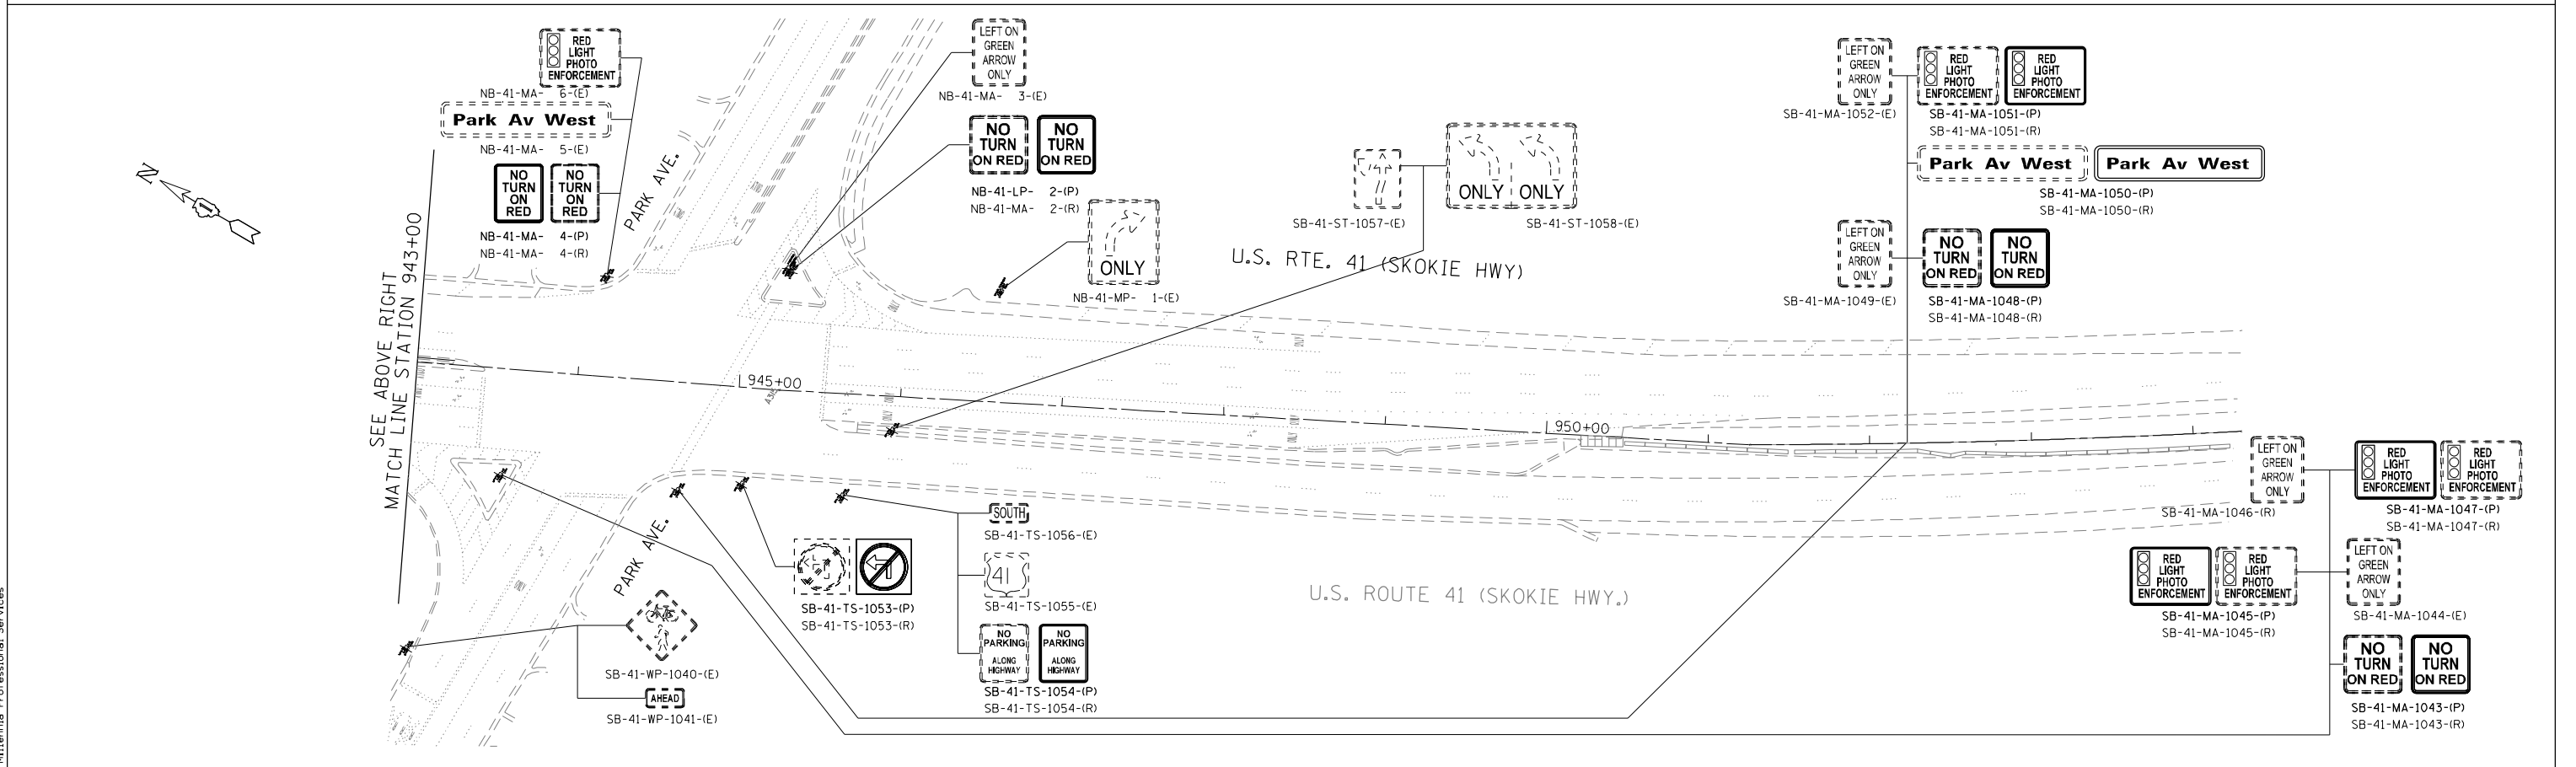 RED
LIGHT
PHOTO
ENFORCEMENT
NB-41-MA- 6-(E)
Park Av West
NB-41-MA- 5-(E)
NO
TURN
ON
RED
NO
TURN
ON
RED
NB-41-MA- 4-(P)
NB-41-MA- 4-(R)
PARK AVE.
N
SEE ABOVE RIGHT
MATCH LINE STATION 943+00
LEFT ON
GREEN
ARROW
ONLY
NB-41-MA- 3-(E)
NO
TURN
ON RED
NO
TURN
ON RED
NB-41-LP- 2-(P)
NB-41-MA- 2-(R)
ONLY
NB-41-MP- 1-(E)
SB-41-ST-1057-(E)
ONLY ONLY
SB-41-ST-1058-(E)
U.S. RTE. 41 (SKOKIE HWY)
LEFT ON
GREEN
ARROW
ONLY
SB-41-MA-1052-(E)
RED
LIGHT
PHOTO
ENFORCEMENT
RED
LIGHT
PHOTO
ENFORCEMENT
SB-41-MA-1051-(P)
SB-41-MA-1051-(R)
Park Av West
Park Av West
SB-41-MA-1050-(P)
SB-41-MA-1050-(R)
LEFT ON
GREEN
ARROW
ONLY
SB-41-MA-1049-(E)
NO
TURN
ON RED
NO
TURN
ON RED
SB-41-MA-1048-(P)
SB-41-MA-1048-(R)
945+00
950+00
ONLY
ONLY
PARK AVE.
SB-41-WP-1040-(E)
AHEAD
SB-41-WP-1041-(E)
SB-41-TS-1053-(P)
SB-41-TS-1053-(R)
SOUTH
SB-41-TS-1056-(E)
41
SB-41-TS-1055-(E)
NO
PARKING
ALONG
HIGHWAY
NO
PARKING
ALONG
HIGHWAY
SB-41-TS-1054-(P)
SB-41-TS-1054-(R)
U.S. ROUTE 41 (SKOKIE HWY.)
LEFT ON
GREEN
ARROW
ONLY
SB-41-MA-1046-(R)
RED
LIGHT
PHOTO
ENFORCEMENT
RED
LIGHT
PHOTO
ENFORCEMENT
SB-41-MA-1047-(P)
SB-41-MA-1047-(R)
RED
LIGHT
PHOTO
ENFORCEMENT
RED
LIGHT
PHOTO
ENFORCEMENT
SB-41-MA-1045-(P)
SB-41-MA-1045-(R)
LEFT ON
GREEN
ARROW
ONLY
SB-41-MA-1044-(E)
NO
TURN
ON RED
NO
TURN
ON RED
SB-41-MA-1043-(P)
SB-41-MA-1043-(R)
Professional Services